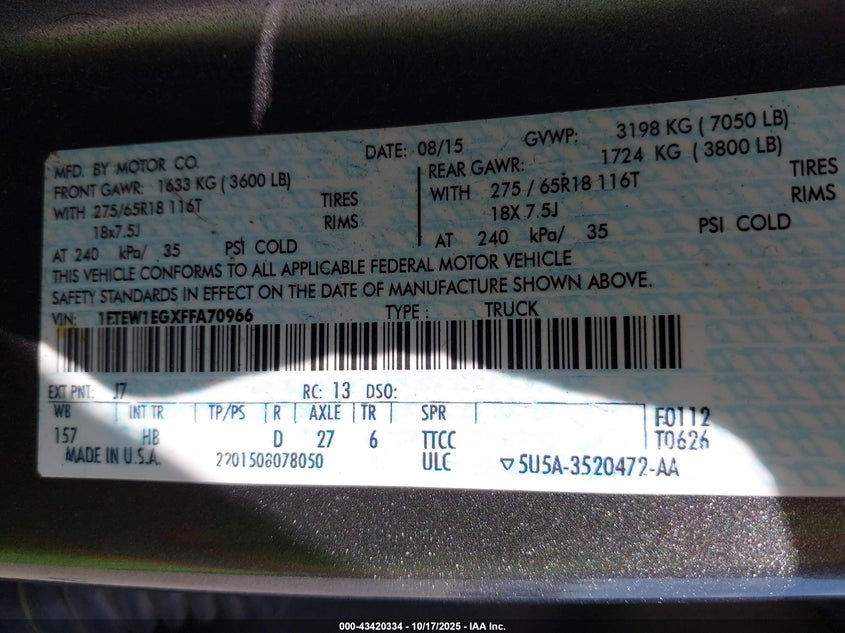 MFD. BY MOTOR CO.
DATE: 08/15 GVWP: 3198 KG ( 7050 LB)
FRONT GAWR: 1633 KG ( 3600 LB)
WITH 275/65R18 116T TIRES
18x7.5J RIMS
AT 240 kPa/ 35 PSI COLD
REAR GAWR: 1724 KG ( 3800 LB)
WITH 275 / 65R18 116T TIRES
18X 7.5J RIMS
AT 240 kPa/ 35 PSI COLD
THIS VEHICLE CONFORMS TO ALL APPLICABLE FEDERAL MOTOR VEHICLE
SAFETY STANDARDS IN EFFECT ON THE DATE OF MANUFACTURE SHOWN ABOVE.
VIN: 1FTEW1EGXFFA70966 TYPE : TRUCK
EXT PNT: J7 RC: 13 DSO:
WB INT TR TP/PS R AXLE TR SPR F0112
157 HB D 27 6 TTCC T0626
MADE IN U.S.A. 2201508078050 ULC ▽5U5A-3520472-AA
000-43420334 - 10/17/2025 - IAA Inc.